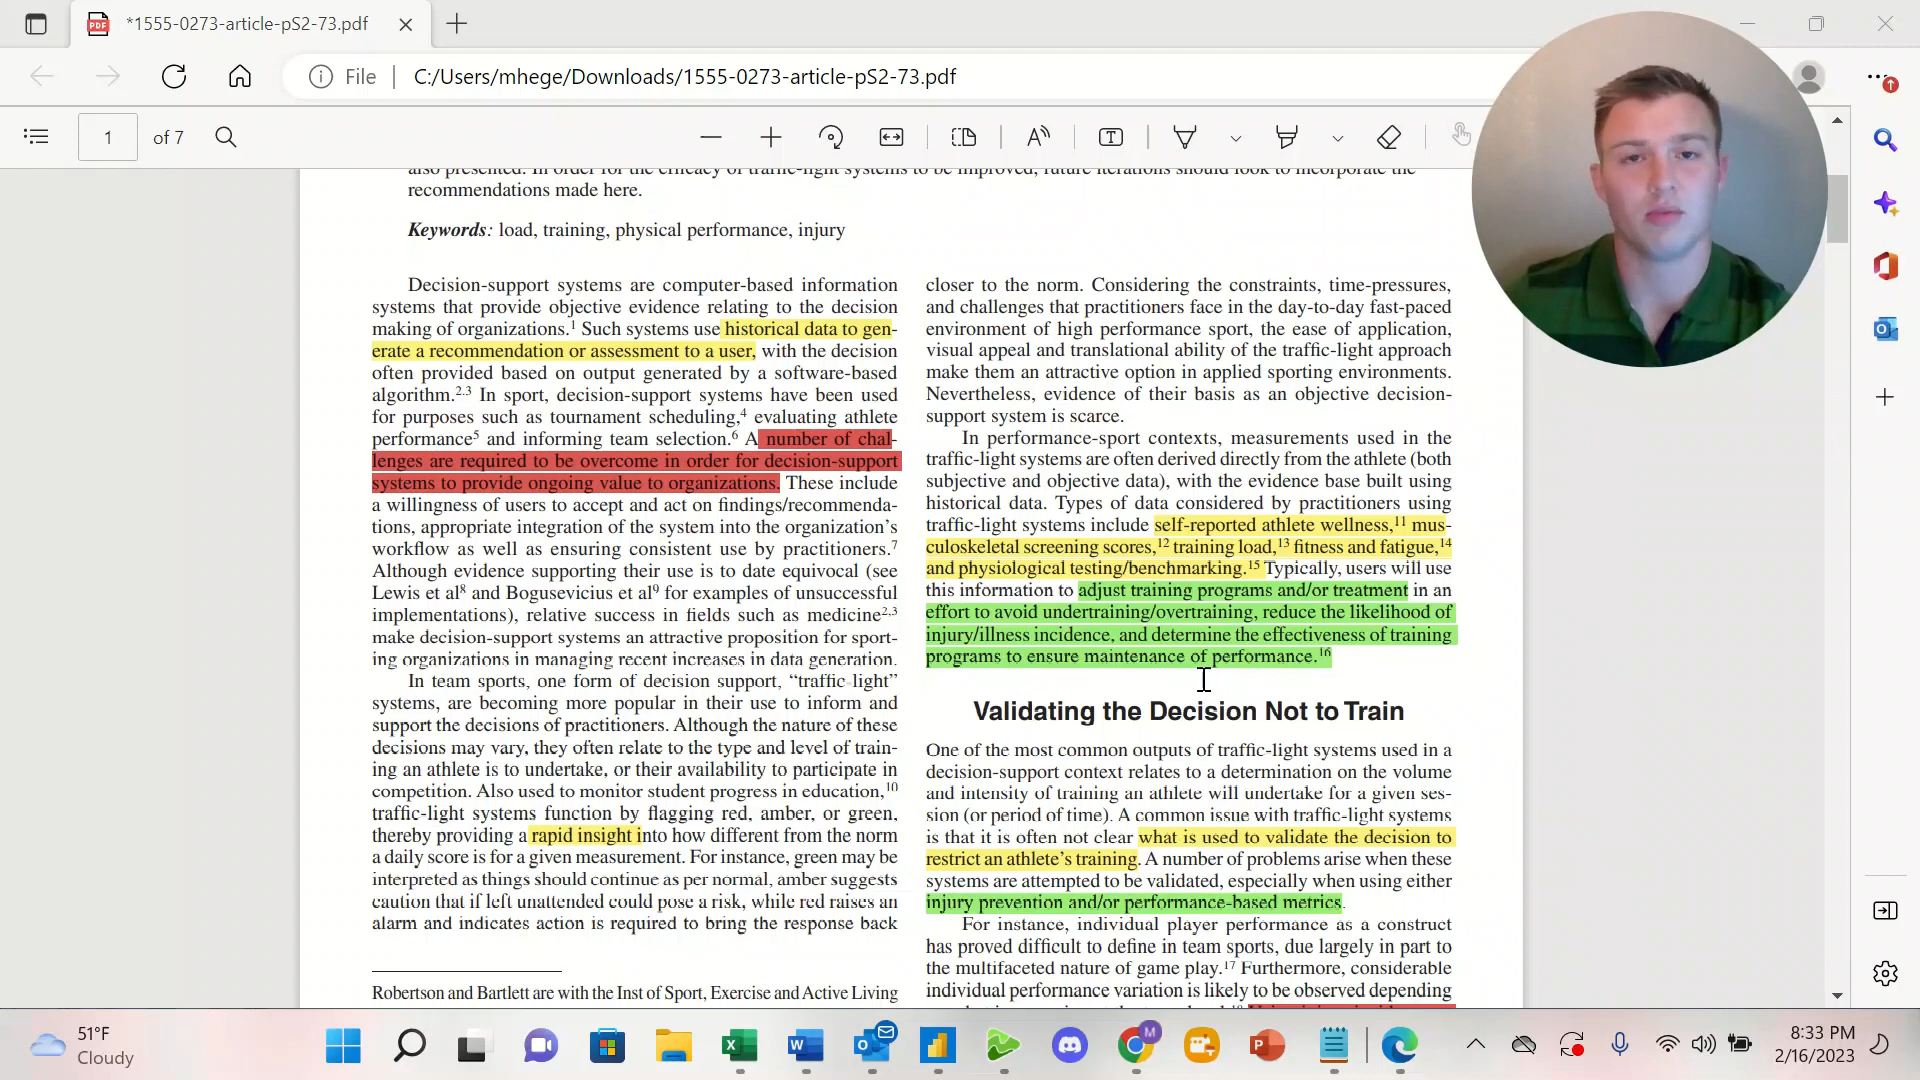 *1555-0273-article-pS2-73.pdf
File
C:/Users/mhege/Downloads/1555-0273-article-pS2-73.pdf
1 of 7
also presented. In order for the efficacy of traffic-light systems to be improved, future iterations should look to incorporate the
recommendations made here.
Keywords: load, training, physical performance, injury
Decision-support systems are computer-based information
systems that provide objective evidence relating to the decision
making of organizations.1 Such systems use historical data to gen-
erate a recommendation or assessment to a user, with the decision
often provided based on output generated by a software-based
algorithm.2,3 In sport, decision-support systems have been used
for purposes such as tournament scheduling,4 evaluating athlete
performance5 and informing team selection.6 A number of chal-
lenges are required to be overcome in order for decision-support
systems to provide ongoing value to organizations. These include
a willingness of users to accept and act on findings/recommenda-
tions, appropriate integration of the system into the organization's
workflow as well as ensuring consistent use by practitioners.7
Although evidence supporting their use is to date equivocal (see
Lewis et al8 and Bogusevicius et al9 for examples of unsuccessful
implementations), relative success in fields such as medicine2,3
make decision-support systems an attractive proposition for sport-
ing organizations in managing recent increases in data generation.
In team sports, one form of decision support, “traffic-light”
systems, are becoming more popular in their use to inform and
support the decisions of practitioners. Although the nature of these
decisions may vary, they often relate to the type and level of train-
ing an athlete is to undertake, or their availability to participate in
competition. Also used to monitor student progress in education,10
traffic-light systems function by flagging red, amber, or green,
thereby providing a rapid insight into how different from the norm
a daily score is for a given measurement. For instance, green may be
interpreted as things should continue as per normal, amber suggests
caution that if left unattended could pose a risk, while red raises an
alarm and indicates action is required to bring the response back
Robertson and Bartlett are with the Inst of Sport, Exercise and Active Living
closer to the norm. Considering the constraints, time-pressures,
and challenges that practitioners face in the day-to-day fast-paced
environment of high performance sport, the ease of application,
visual appeal and translational ability of the traffic-light approach
make them an attractive option in applied sporting environments.
Nevertheless, evidence of their basis as an objective decision-
support system is scarce.
In performance-sport contexts, measurements used in the
traffic-light systems are often derived directly from the athlete (both
subjective and objective data), with the evidence base built using
historical data. Types of data considered by practitioners using
traffic-light systems include self-reported athlete wellness,11 mus-
culoskeletal screening scores,12 training load,13 fitness and fatigue,14
and physiological testing/benchmarking.15 Typically, users will use
this information to adjust training programs and/or treatment in an
effort to avoid undertraining/overtraining, reduce the likelihood of
injury/illness incidence, and determine the effectiveness of training
programs to ensure maintenance of performance.16
Validating the Decision Not to Train
One of the most common outputs of traffic-light systems used in a
decision-support context relates to a determination on the volume
and intensity of training an athlete will undertake for a given ses-
sion (or period of time). A common issue with traffic-light systems
is that it is often not clear what is used to validate the decision to
restrict an athlete's training. A number of problems arise when these
systems are attempted to be validated, especially when using either
injury prevention and/or performance-based metrics.
For instance, individual player performance as a construct
has proved difficult to define in team sports, due largely in part to
the multifaceted nature of game play.17 Furthermore, considerable
individual performance variation is likely to be observed depending
51°F
Cloudy
8:33 PM
2/16/2023